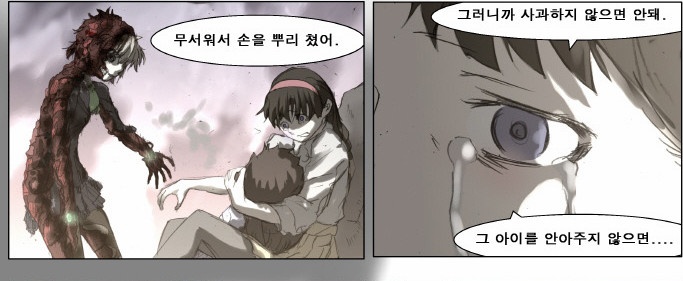 무서워서 손을 뿌리 쳤어.
그러니까 사과하지 않으면 안돼.
그 아이를 안아주지 않으면....